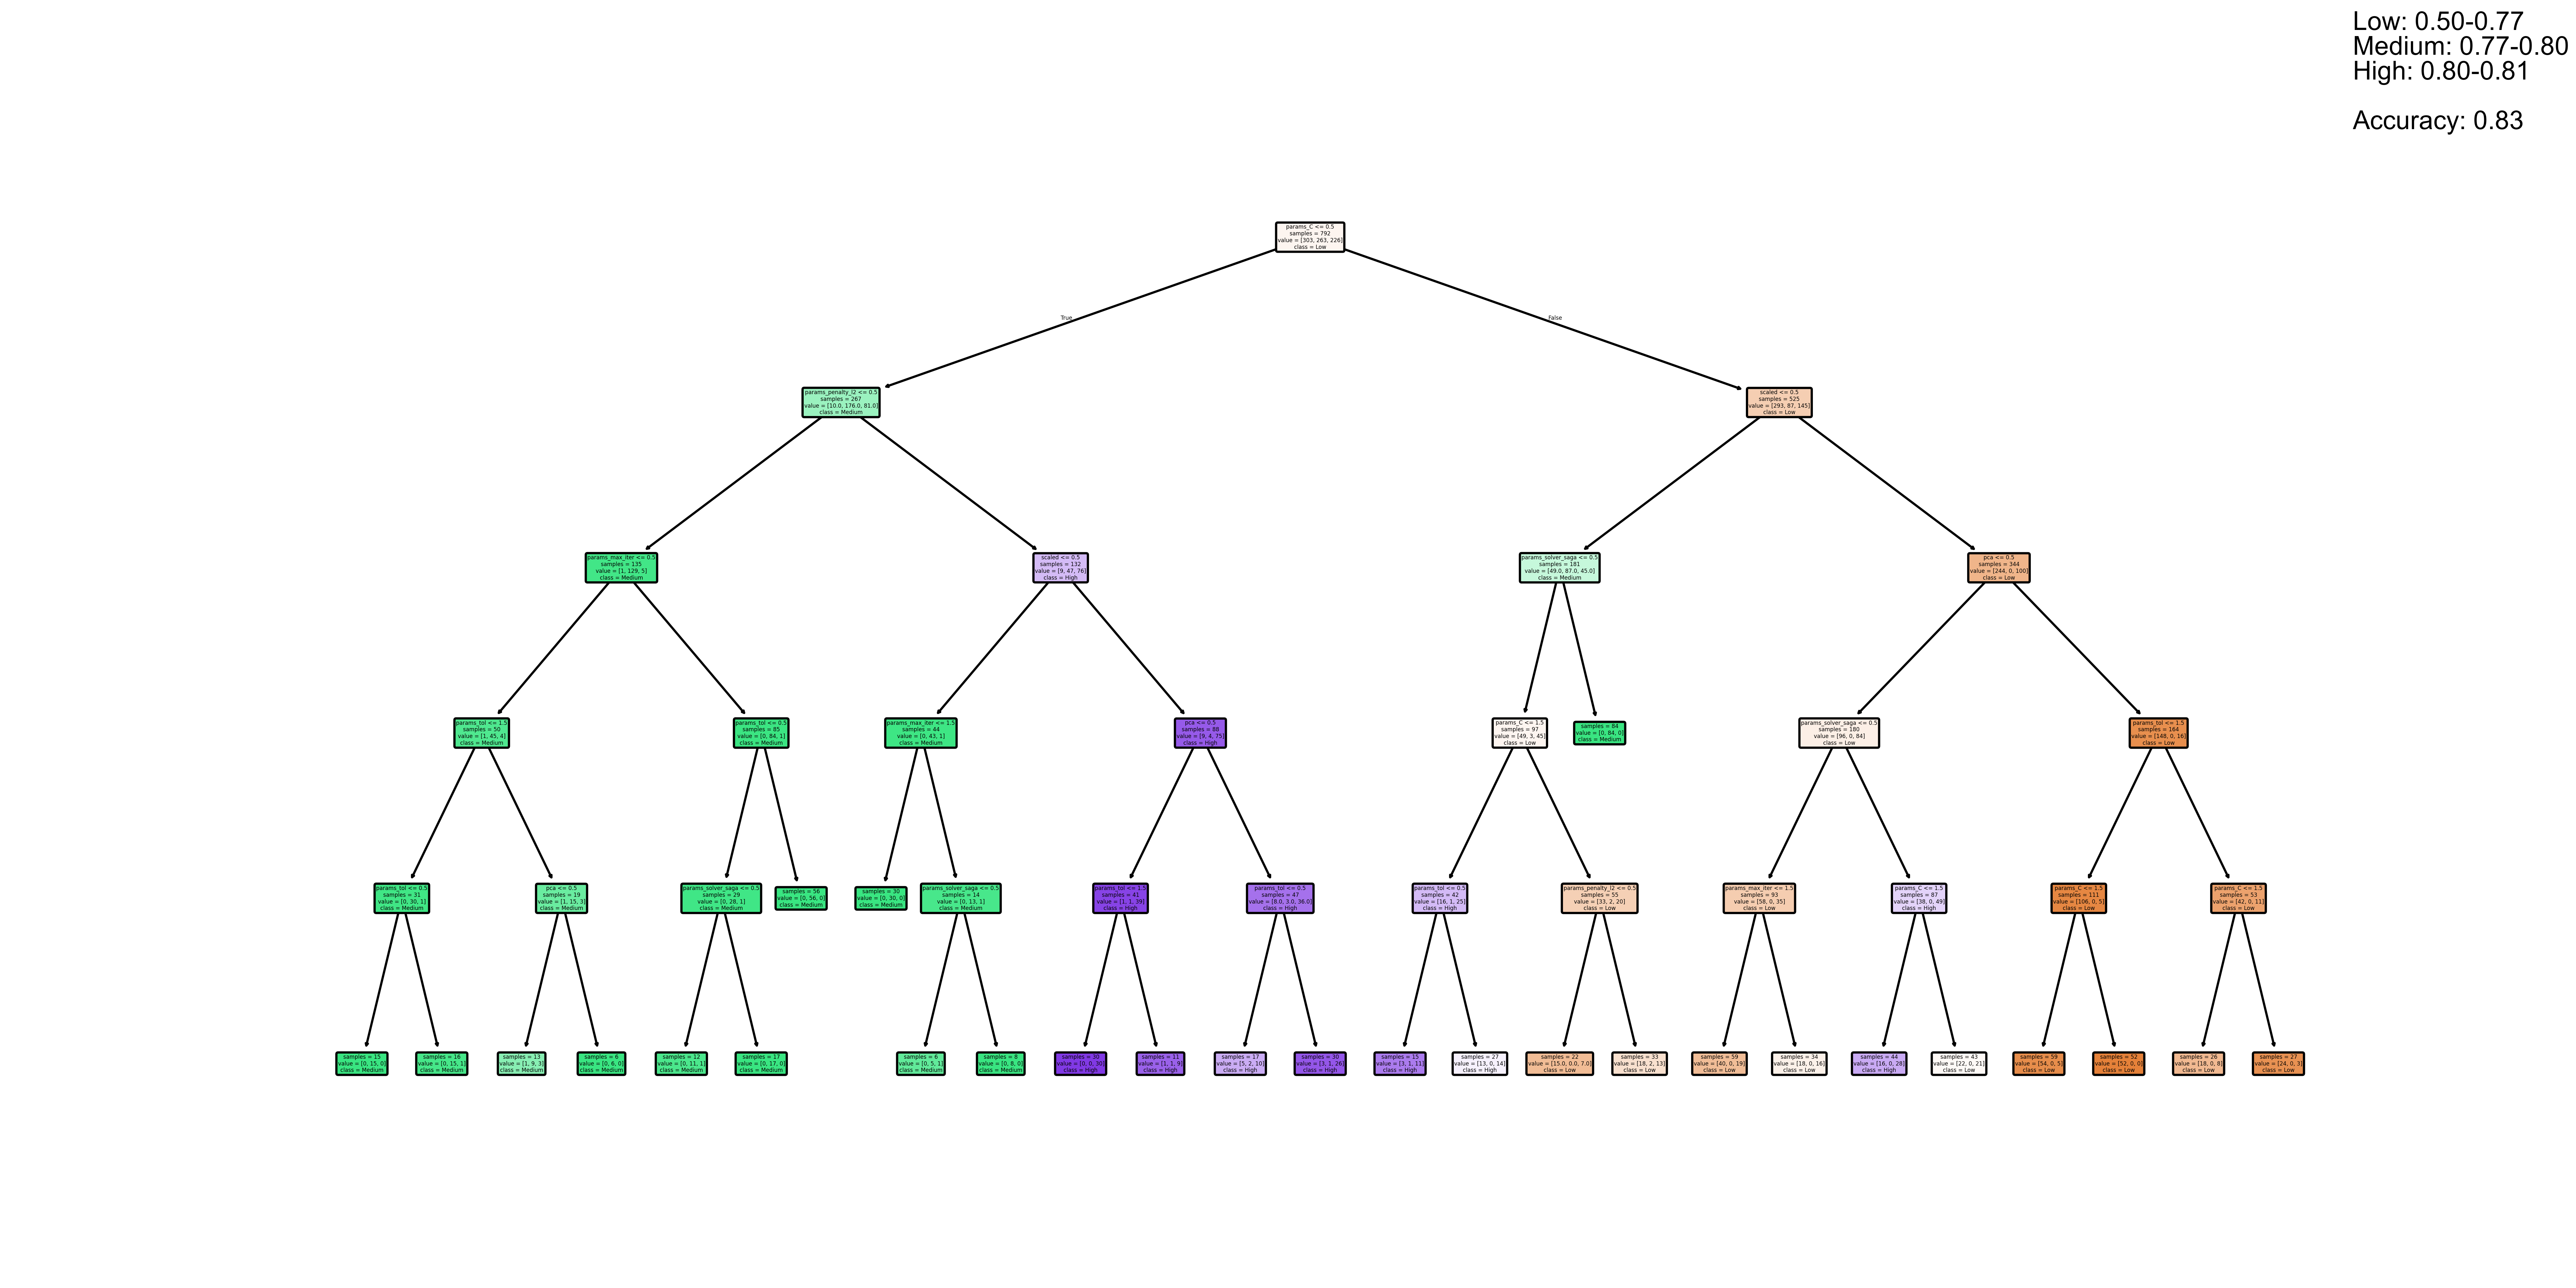 Low: 0.50-0.77
Medium: 0.77-0.80
High: 0.80-0.81
Accuracy: 0.83
params_C <= 0.5
samples = 792
value = [303, 263, 226]
class = Low
True
False
params_penalty_l2 <= 0.5
samples = 267
value = [10.0, 176.0, 81.0]
class = Medium
scaled <= 0.5
samples = 525
value = [293, 87, 145]
class = Low
params_max_iter <= 0.5
samples = 135
value = [1, 129, 5]
class = Medium
scaled <= 0.5
samples = 132
value = [9, 47, 76]
class = High
params_solver_saga <= 0.5
samples = 181
value = [49.0, 87.0, 45.0]
class = Medium
pca <= 0.5
samples = 344
value = [244, 0, 100]
class = Low
params_tol <= 1.5
samples = 50
value = [1, 45, 4]
class = Medium
params_tol <= 0.5
samples = 85
value = [0, 84, 1]
class = Medium
params_max_iter <= 1.5
samples = 44
value = [0, 43, 1]
class = Medium
pca <= 0.5
samples = 88
value = [9, 4, 75]
class = High
params_C <= 1.5
samples = 97
value = [49, 3, 45]
class = Low
samples = 84
value = [0, 84, 0]
class = Medium
params_solver_saga <= 0.5
samples = 180
value = [96, 0, 84]
class = Low
params_tol <= 1.5
samples = 164
value = [148, 0, 16]
class = Low
params_tol <= 0.5
samples = 31
value = [0, 30, 1]
class = Medium
pca <= 0.5
samples = 19
value = [1, 15, 3]
class = Medium
params_solver_saga <= 0.5
samples = 29
value = [0, 28, 1]
class = Medium
samples = 56
value = [0, 56, 0]
class = Medium
samples = 30
value = [0, 30, 0]
class = Medium
params_solver_saga <= 0.5
samples = 14
value = [0, 13, 1]
class = Medium
params_tol <= 1.5
samples = 41
value = [1, 1, 39]
class = High
params_tol <= 0.5
samples = 47
value = [8.0, 3.0, 36.0]
class = High
params_tol <= 0.5
samples = 42
value = [16, 1, 25]
class = High
params_penalty_l2 <= 0.5
samples = 55
value = [33, 2, 20]
class = Low
params_max_iter <= 1.5
samples = 93
value = [58, 0, 35]
class = Low
params_C <= 1.5
samples = 87
value = [38, 0, 49]
class = High
params_C <= 1.5
samples = 111
value = [106, 0, 5]
class = Low
params_C <= 1.5
samples = 53
value = [42, 0, 11]
class = Low
samples = 15
value = [0, 15, 0]
class = Medium
samples = 16
value = [0, 15, 1]
class = Medium
samples = 13
value = [1, 9, 3]
class = Medium
samples = 6
value = [0, 6, 0]
class = Medium
samples = 12
value = [0, 11, 1]
class = Medium
samples = 17
value = [0, 17, 0]
class = Medium
samples = 6
value = [0, 5, 1]
class = Medium
samples = 8
value = [0, 8, 0]
class = Medium
samples = 30
value = [0, 0, 30]
class = High
samples = 11
value = [1, 1, 9]
class = High
samples = 17
value = [5, 2, 10]
class = High
samples = 30
value = [3, 1, 26]
class = High
samples = 15
value = [3, 1, 11]
class = High
samples = 27
value = [13, 0, 14]
class = High
samples = 22
value = [15.0, 0.0, 7.0]
class = Low
samples = 33
value = [18, 2, 13]
class = Low
samples = 59
value = [40, 0, 19]
class = Low
samples = 34
value = [18, 0, 16]
class = Low
samples = 44
value = [16, 0, 28]
class = High
samples = 43
value = [22, 0, 21]
class = Low
samples = 59
value = [54, 0, 5]
class = Low
samples = 52
value = [52, 0, 0]
class = Low
samples = 26
value = [18, 0, 8]
class = Low
samples = 27
value = [24, 0, 3]
class = Low